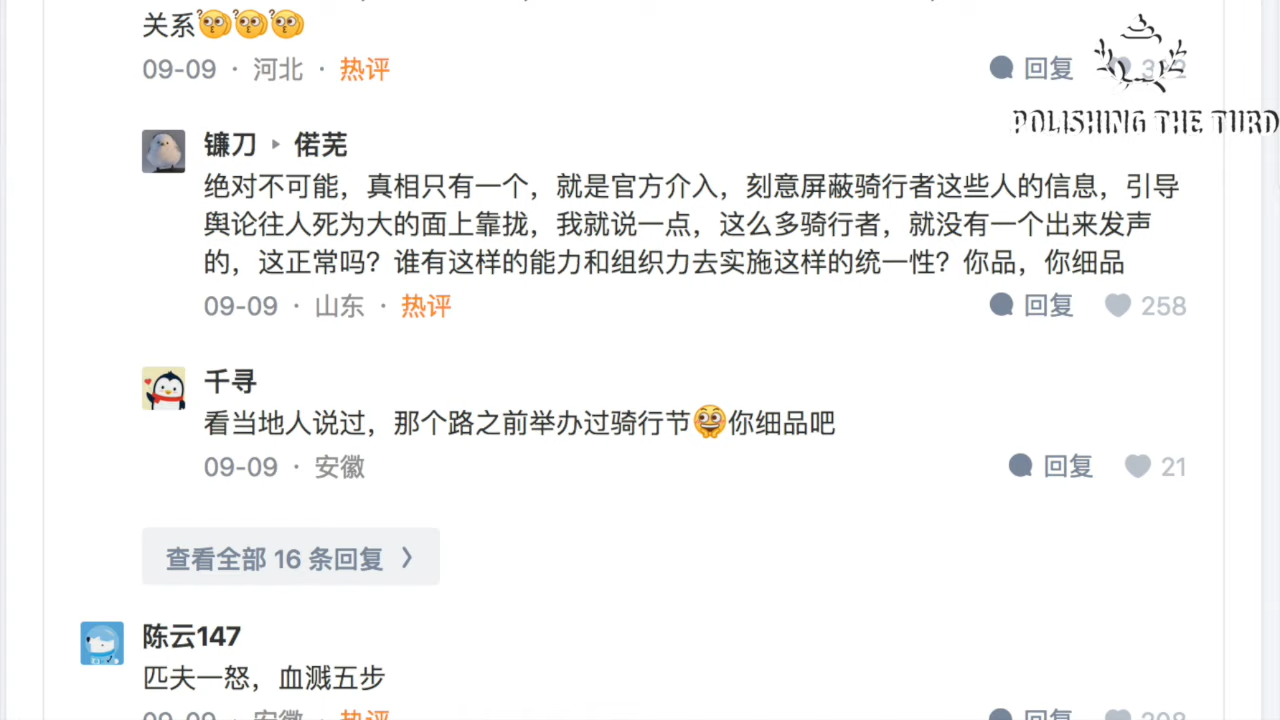 关系
09-09 · 河北 · 热评
回复
POLISHING THE TURD
镰刀 ▸ 偌芜
绝对不可能，真相只有一个，就是官方介入，刻意屏蔽骑行者这些人的信息，引导
舆论往人死为大的面上靠拢，我就说一点，这么多骑行者，就没有一个出来发声
的，这正常吗？谁有这样的能力和组织力去实施这样的统一性？你品，你细品
09-09 · 山东 · 热评
回复 258
千寻
看当地人说过，那个路之前举办过骑行节你细品吧
09-09 · 安徽
回复 21
查看全部 16 条回复 〉
陈云147
匹夫一怒，血溅五步
09-09 · 安徽 · 热评
回复 208